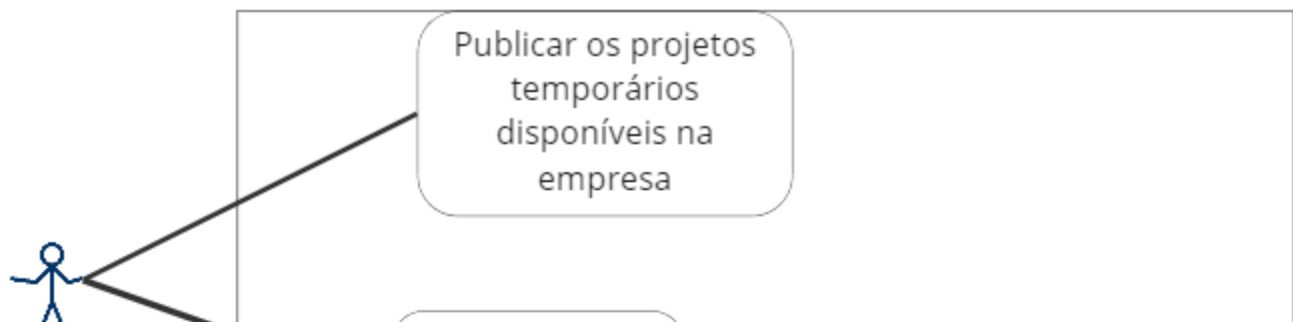 Publicar os projetos
temporários
disponíveis na
empresa